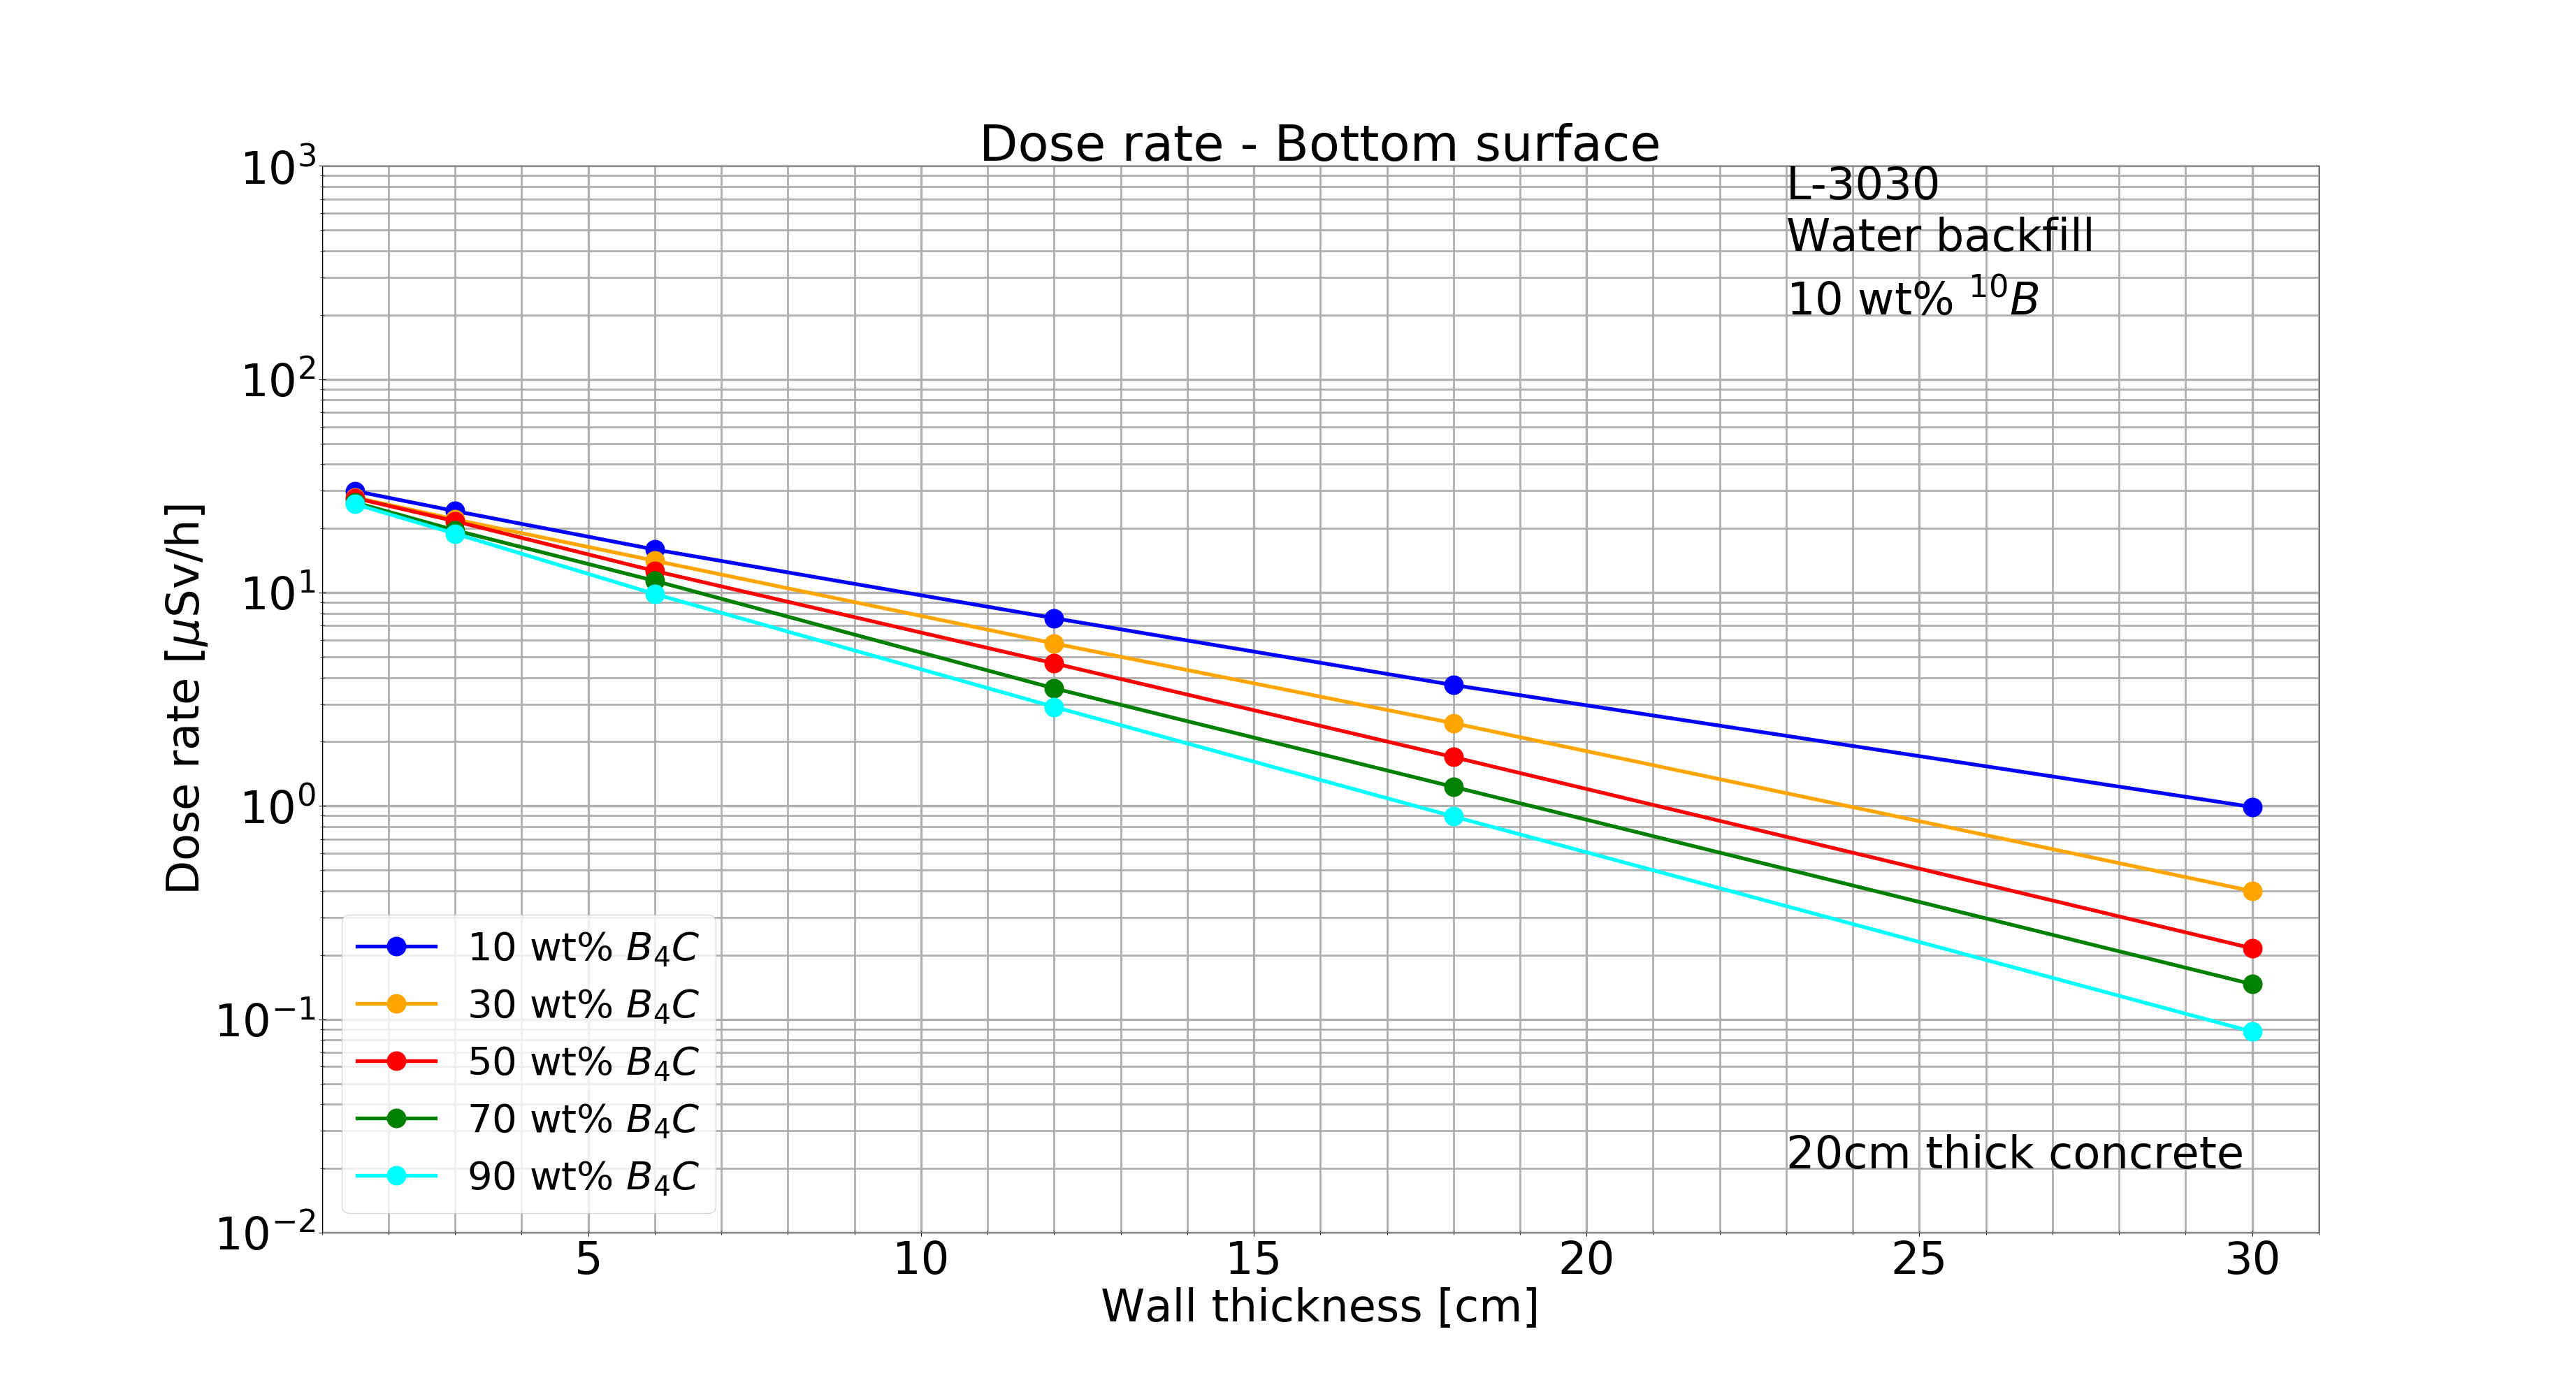 Dose rate - Bottom surface
L-3030
Water backfill
10 wt% ¹⁰B
10³
10²
10¹
10⁰
10⁻¹
10⁻²
Dose rate [μSv/h]
10 wt% B₄C
30 wt% B₄C
50 wt% B₄C
70 wt% B₄C
90 wt% B₄C
20cm thick concrete
5 10 15 20 25 30
Wall thickness [cm]